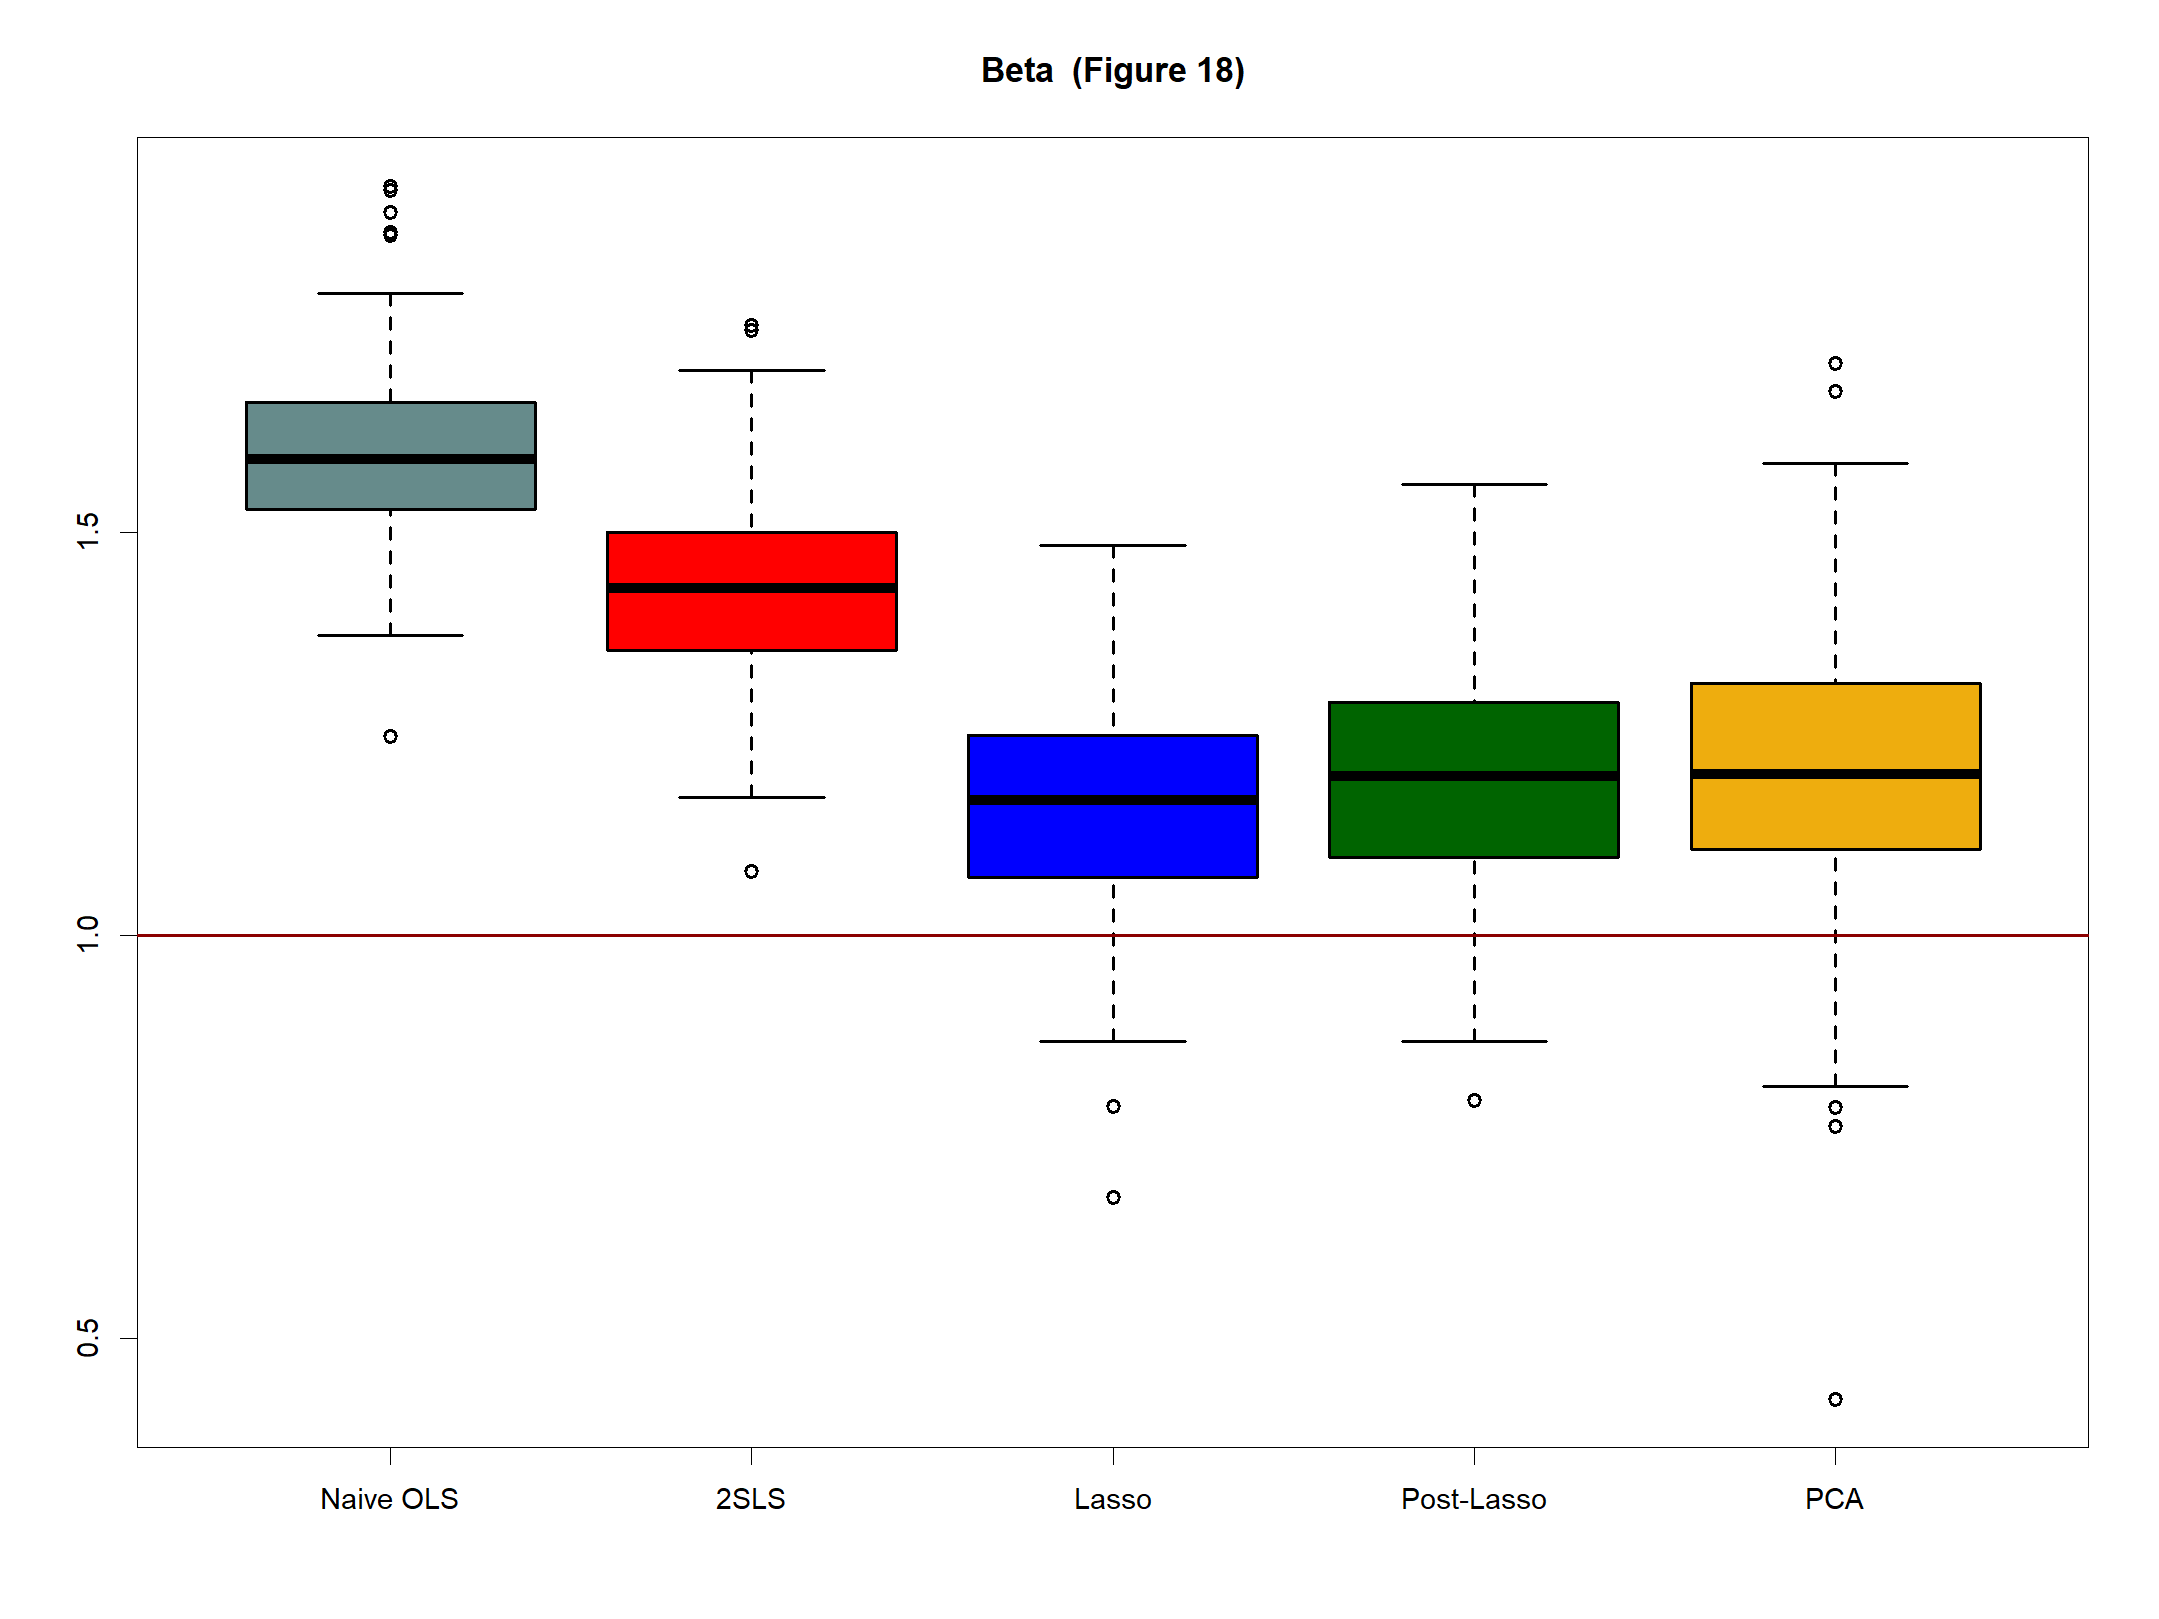 Beta  (Figure 18)
1.5
1.0
0.5
Naive OLS
2SLS
Lasso
Post-Lasso
PCA